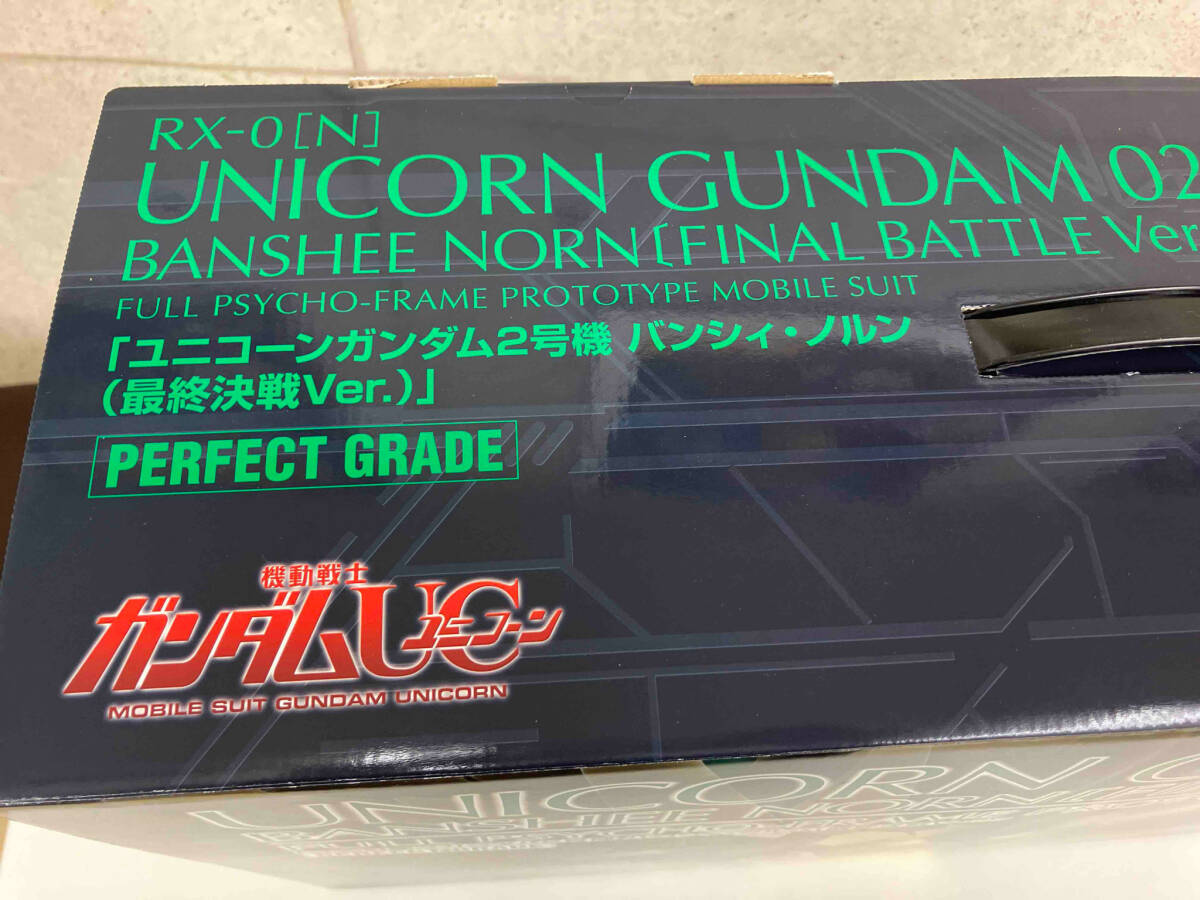 RX-0[N]
UNICORN GUNDAM 02
BANSHEE NORN[FINAL BATTLE Ver
FULL PSYCHO-FRAME PROTOTYPE MOBILE SUIT
「ユニコーンガンダム2号機 バンシィ・ノルン
(最終決戦Ver.)」
PERFECT GRADE
機動戦士
ガンダムUC
ユニコーン
MOBILE SUIT GUNDAM UNICORN
UNICORN
BANSHEE NORN